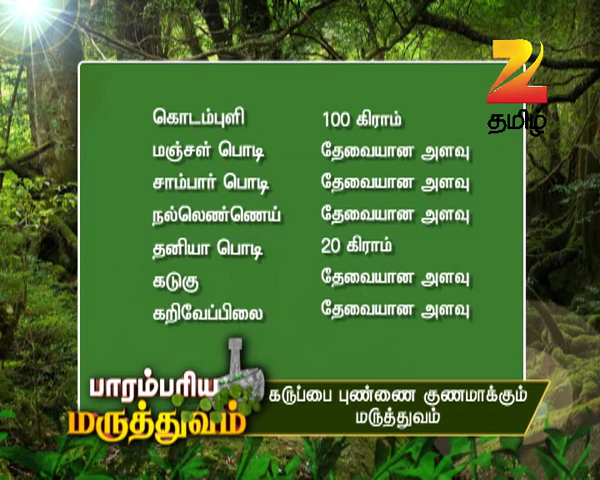 தமிழ்
கொடம்புளி 100 கிராம்
மஞ்சள் பொடி தேவையான அளவு
சாம்பார் பொடி தேவையான அளவு
நல்லெண்ணெய் தேவையான அளவு
தனியா பொடி 20 கிராம்
கடுகு தேவையான அளவு
கறிவேப்பிலை தேவையான அளவு
பாரம்பரிய
மருத்துவம்
கருப்பை புண்ணை குணமாக்கும்
மருத்துவம்